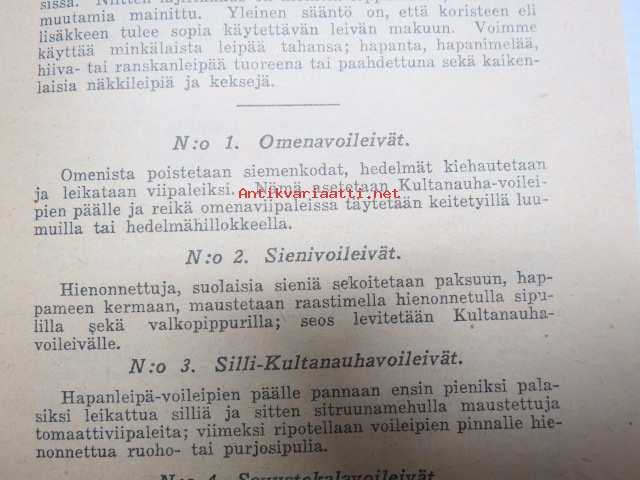 muutamia mainittu. Yleinen sääntö on, että koristeen eli
lisäkkeen tulee sopia käytettävän leivän makuun. Voimme
käyttää minkälaista leipää tahansa; hapanta, hapanimelää,
hiiva- tai ranskanleipää tuoreena tai paahdettuna sekä kaiken-
laisia näkkileipiä ja keksejä.
N:o 1. Omenavoileivät.
Omenista poistetaan siemenkodat, hedelmät kiehautetaan
ja leikataan viipaleiksi. Nämä asetetaan Kultanauha-voilei-
Antikvariaatti.net
pien päälle ja reikä omenaviipaleissa täytetään keitetyillä luu-
muilla tai hedelmähillokkeella.
N:o 2. Sienivoileivät.
Hienonnettuja, suolaisia sieniä sekoitetaan paksuun, hap-
pameen kermaan, maustetaan raastimella hienonnetulla sipu-
lilla sekä valkopippurilla; seos levitetään Kultanauha-
voileivälle.
N:o 3. Silli-Kultanauhavoileivät.
Hapanleipä-voileipien päälle pannaan ensin pieniksi pala-
siksi leikattua silliä ja sitten sitruunamehulla maustettuja
tomaattiviipaleita; viimeksi ripotellaan voileipien pinnalle hie-
nonnettua ruoho- tai purjosipulia.
N:o 4. Savustekalavoileivät